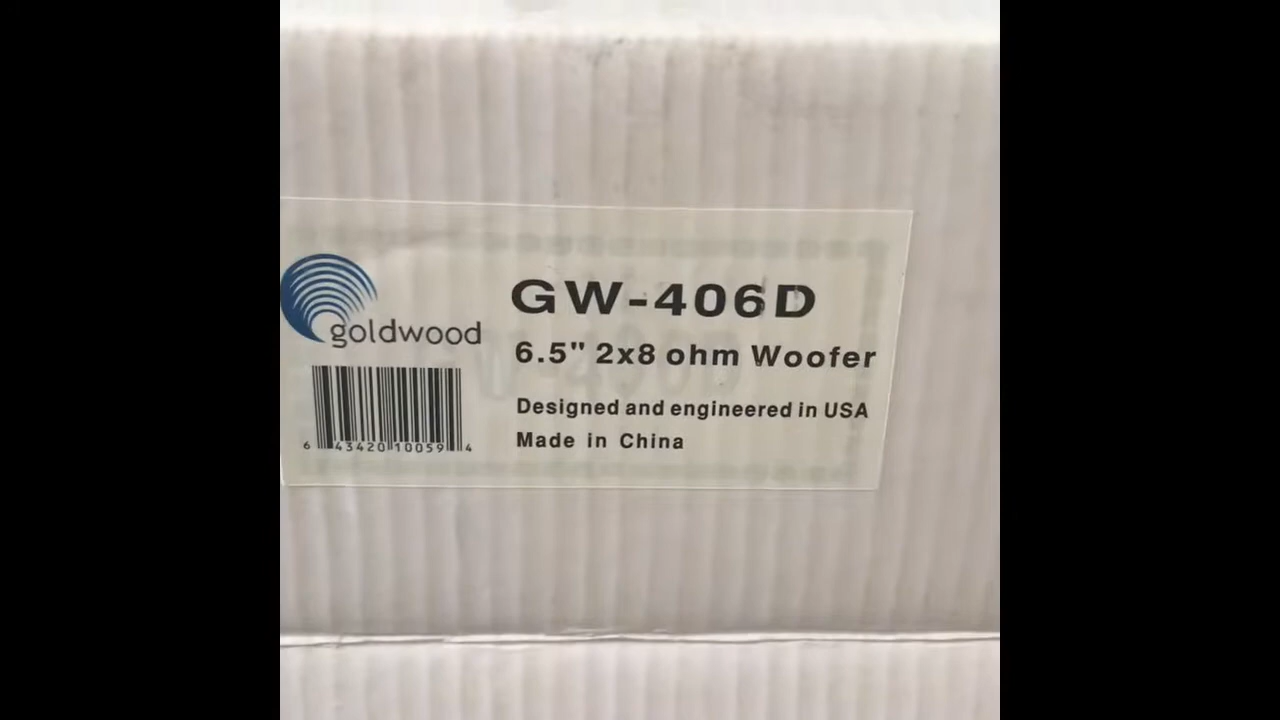 goldwood
GW-406D
6.5" 2x8 ohm Woofer
Designed and engineered in USA
Made in China
6 43420 10059 4